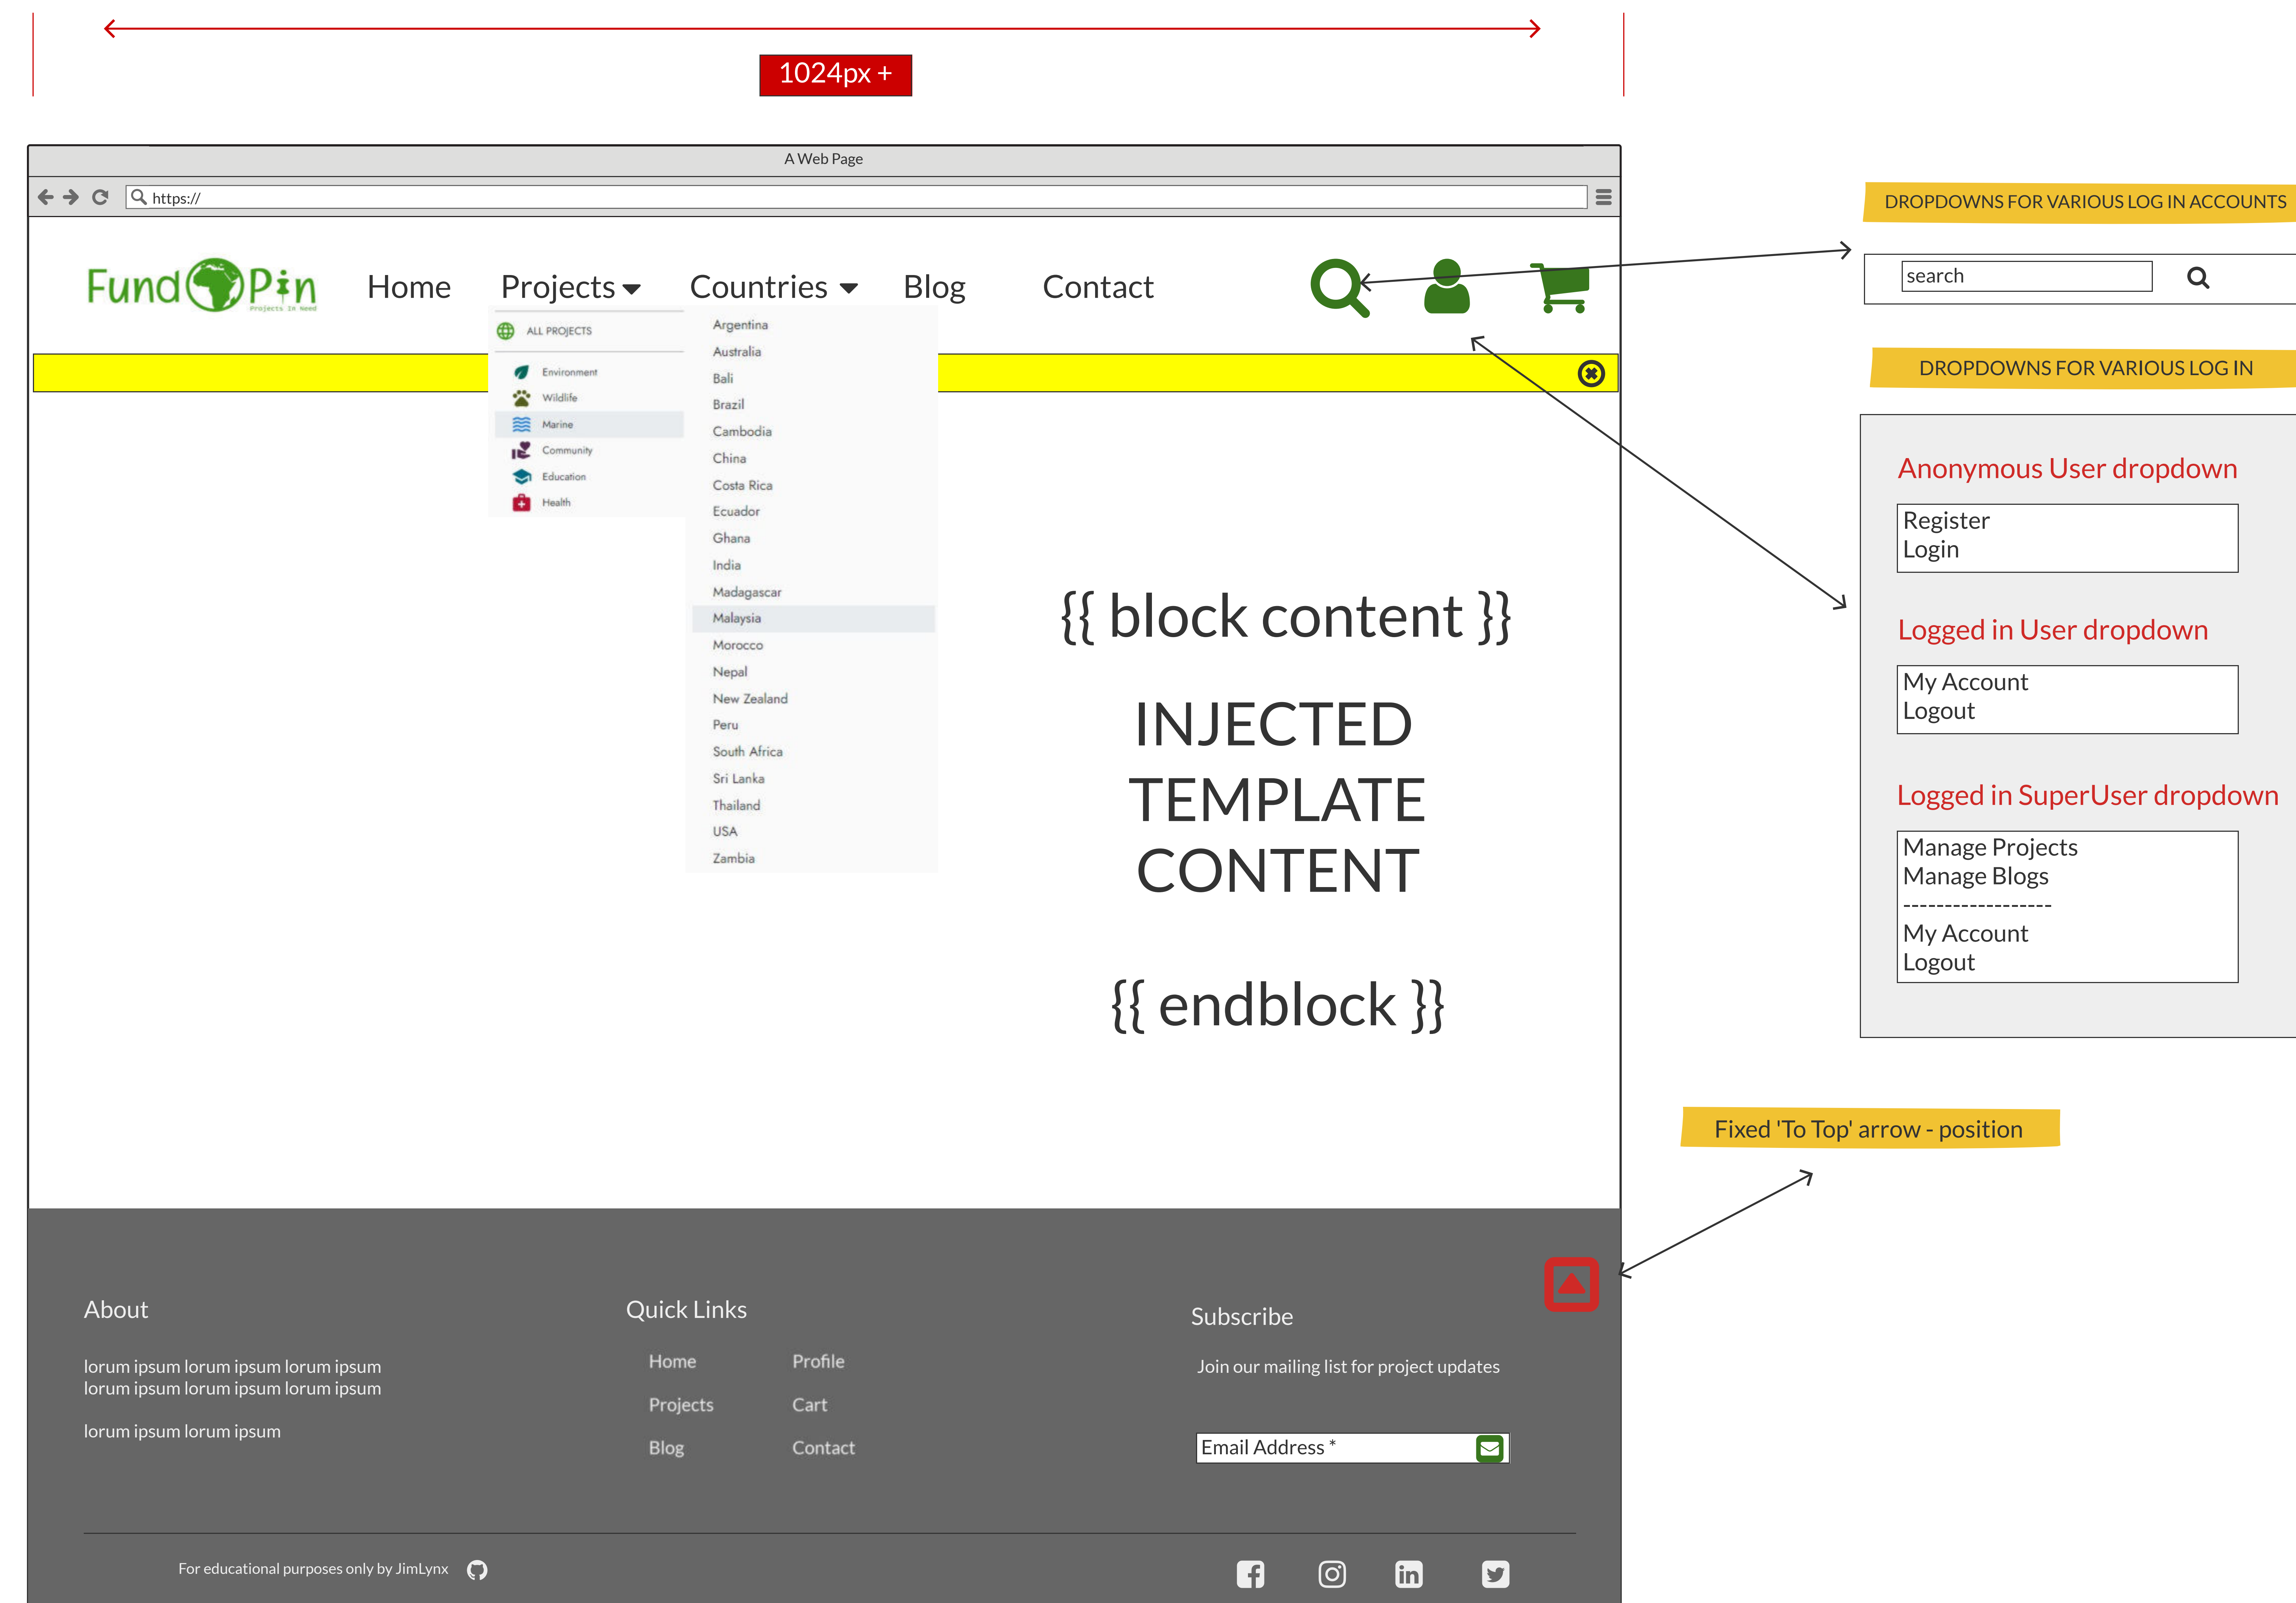 1024px +
A Web Page
https://
DROPDOWNS FOR VARIOUS LOG IN ACCOUNTS
search
Fund Pin
Projects In Need
Home
Projects
Countries
Blog
Contact
DROPDOWNS FOR VARIOUS LOG IN
ALL PROJECTS
Environment
Wildlife
Marine
Community
Education
Health
Argentina
Australia
Bali
Brazil
Cambodia
China
Costa Rica
Ecuador
Ghana
India
Madagascar
Malaysia
Morocco
Nepal
New Zealand
Peru
South Africa
Sri Lanka
Thailand
USA
Zambia
{{ block content }}
INJECTED
TEMPLATE
CONTENT
{{ endblock }}
Anonymous User dropdown
Register
Login
Logged in User dropdown
My Account
Logout
Logged in SuperUser dropdown
Manage Projects
Manage Blogs
------------------
My Account
Logout
Fixed 'To Top' arrow - position
About
lorum ipsum lorum ipsum lorum ipsum
lorum ipsum lorum ipsum lorum ipsum
lorum ipsum lorum ipsum
Quick Links
Home
Profile
Projects
Cart
Blog
Contact
Subscribe
Join our mailing list for project updates
Email Address *
For educational purposes only by JimLynx